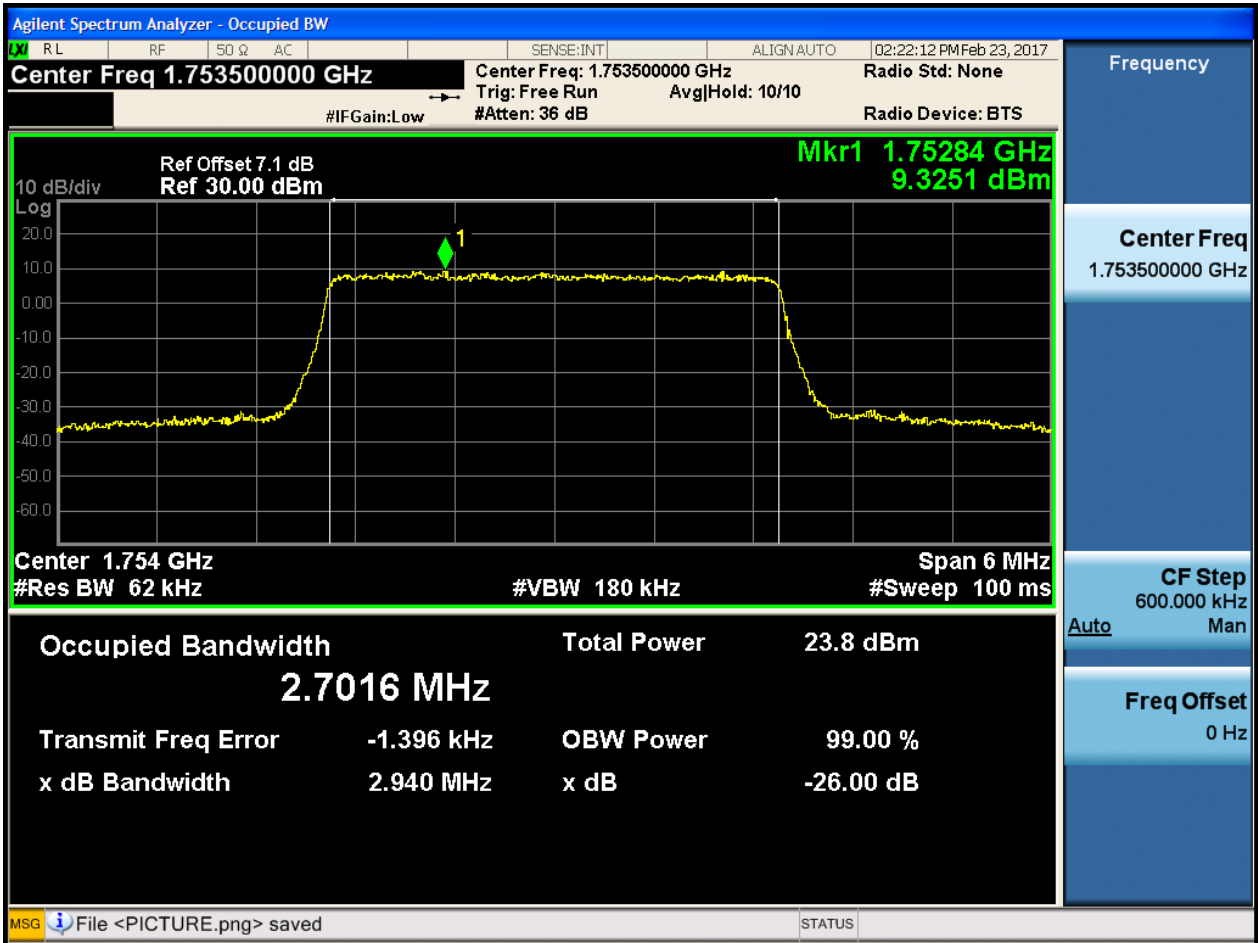 Agilent Spectrum Analyzer - Occupied BW
LXI RL RF 50 Ω AC SENSE:INT ALIGN AUTO 02:22:12 PM Feb 23, 2017
Center Freq 1.753500000 GHz Center Freq: 1.753500000 GHz Radio Std: None Frequency
Trig: Free Run Avg|Hold: 10/10
#IFGain:Low #Atten: 36 dB Radio Device: BTS
Ref Offset 7.1 dB Mkr1 1.75284 GHz
10 dB/div Ref 30.00 dBm 9.3251 dBm
Log
20.0
10.0
0.00
-10.0
-20.0
-30.0
-40.0
-50.0
-60.0
1
Center 1.754 GHz Span 6 MHz
#Res BW 62 kHz #VBW 180 kHz #Sweep 100 ms
Occupied Bandwidth Total Power 23.8 dBm
2.7016 MHz
Transmit Freq Error -1.396 kHz OBW Power 99.00 %
x dB Bandwidth 2.940 MHz x dB -26.00 dB
Center Freq
1.753500000 GHz
CF Step
600.000 kHz
Auto Man
Freq Offset
0 Hz
MSG File <PICTURE.png> saved STATUS